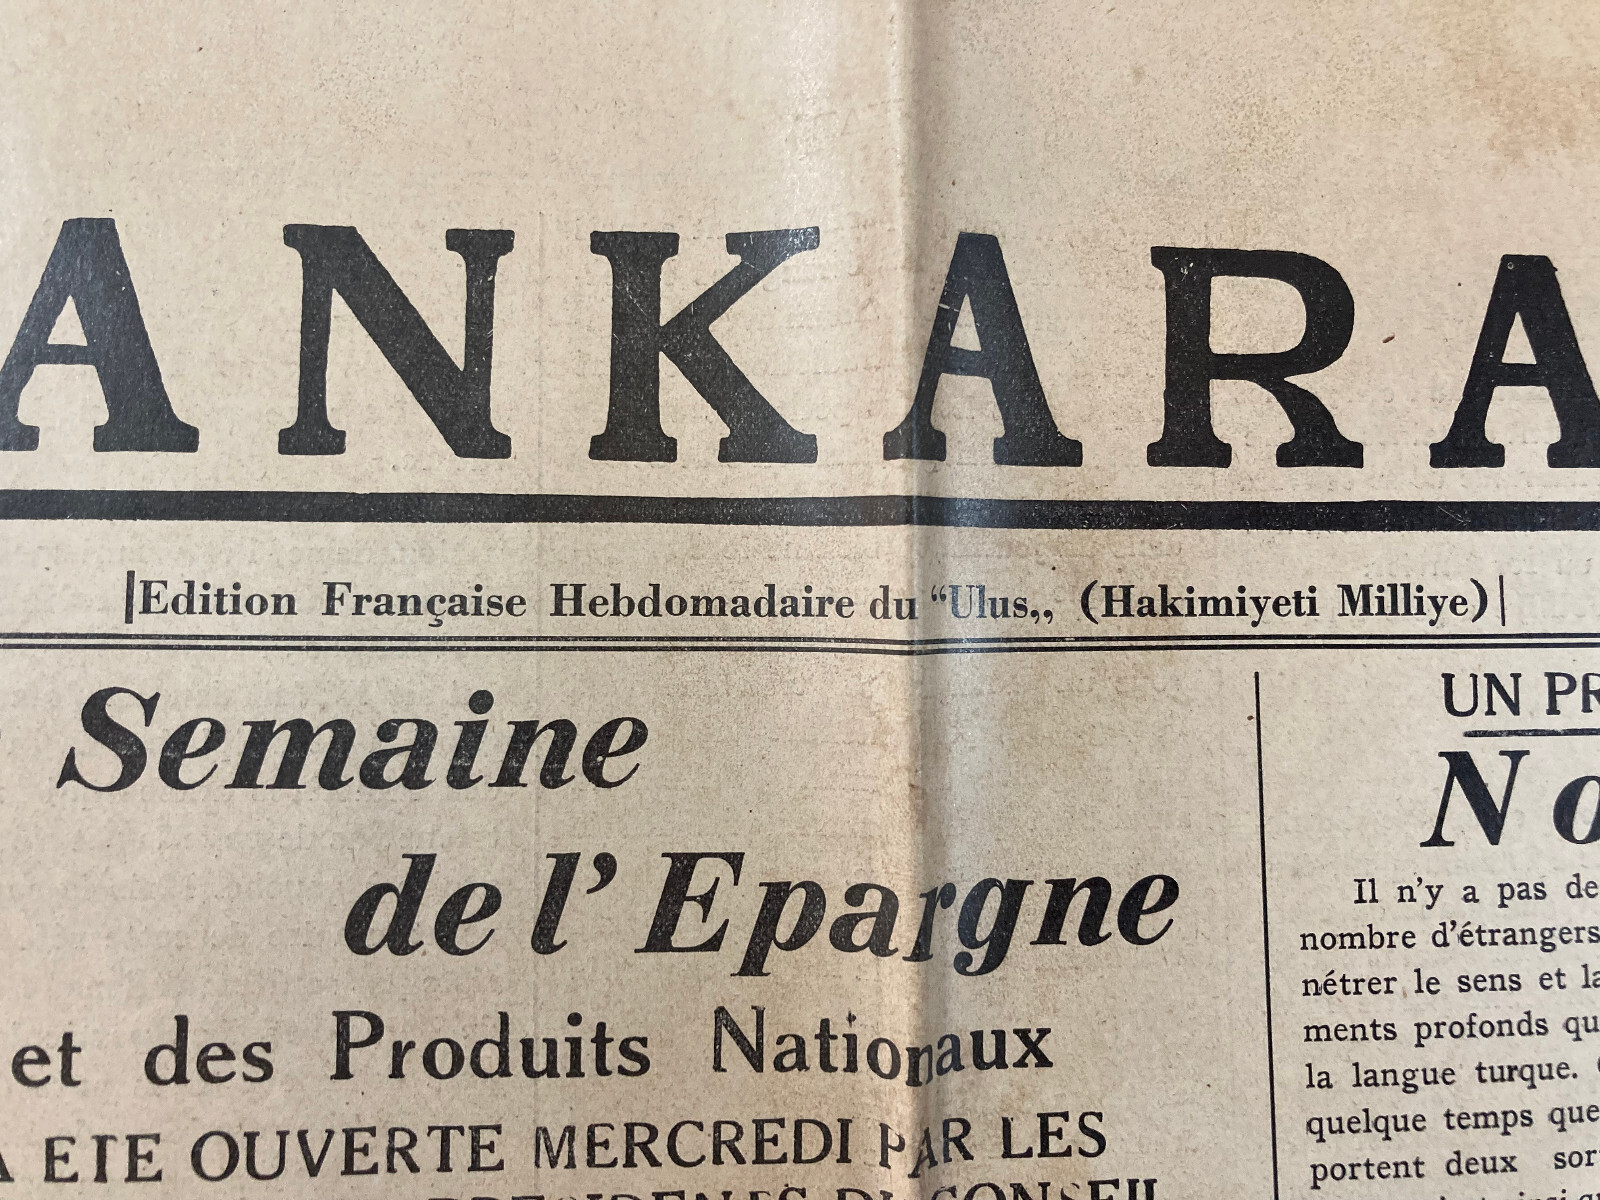 ANKARA
Edition Française Hebdomadaire du “Ulus„ (Hakimiyeti Milliye)
Semaine
de l’ Epargne
et des Produits Nationaux
A ETE OUVERTE MERCREDI PAR LES
CONSEIL
UN
Il n’y a pas de
nombre d’étrangers
nétrer le sens et la
ments profonds
la langue turque.
quelque temps que
portent deux